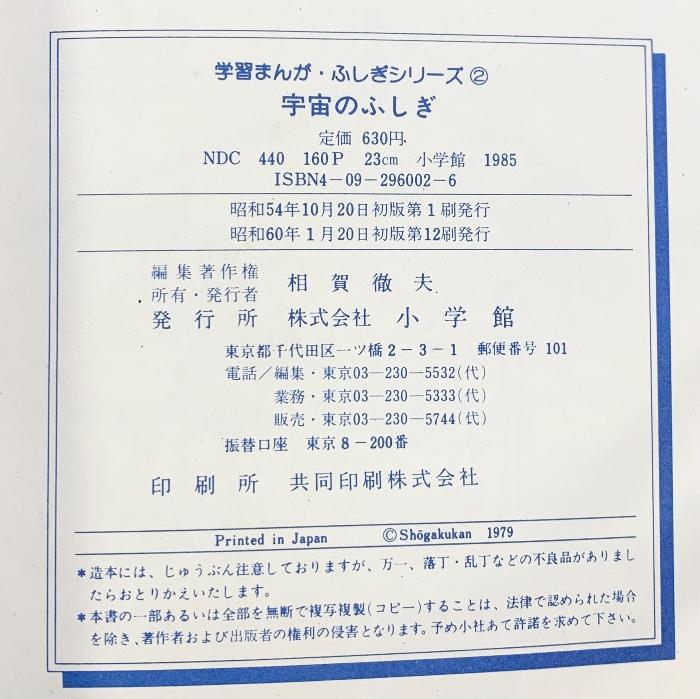 学習まんが・ふしぎシリーズ②
宇宙のふしぎ
定価 630円.
NDC 440 160P 23cm 小学館 1985
ISBN4-09-296002-6
昭和54年10月20日初版第1刷発行
昭和60年1月20日初版第12刷発行
編集著作権
所有・発行者 相賀徹夫
発行所 株式会社 小学館
東京都千代田区一ツ橋2-3-1 郵便番号 101
電話/編集・東京03-230-5532(代)
業務・東京03-230-5333(代)
販売・東京03-230-5744(代)
振替口座 東京8-200番
印刷所 共同印刷株式会社
Printed in Japan ©Shōgakukan 1979
*造本には、じゅうぶん注意しておりますが、万一、落丁・乱丁などの不良品がありまし
たらおとりかえいたします。
*本書の一部あるいは全部を無断で複写複製(コピー)することは、法律で認められた場合
を除き、著作者および出版者の権利の侵害となります。予め小社あて許諾を求めて下さい。